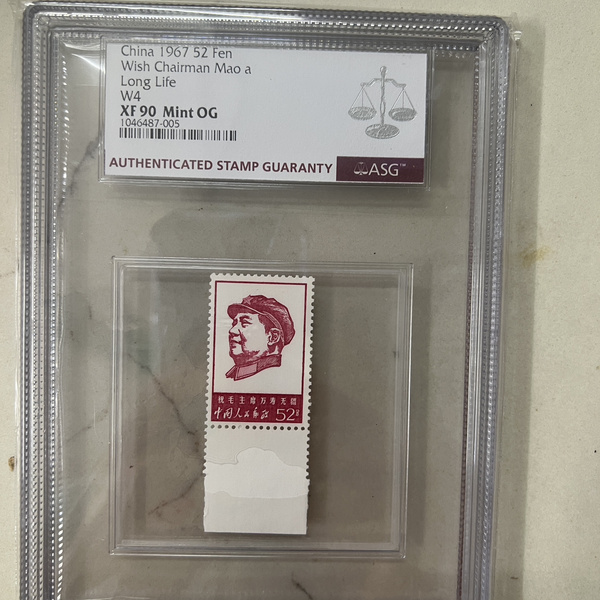 China 1967 52 Fen
Wish Chairman Mao a
Long Life
W4
XF 90 Mint OG
1046487-005
AUTHENTICATED STAMP GUARANTY
ASG™
祝毛主席万寿无疆
中国人民邮政 52分